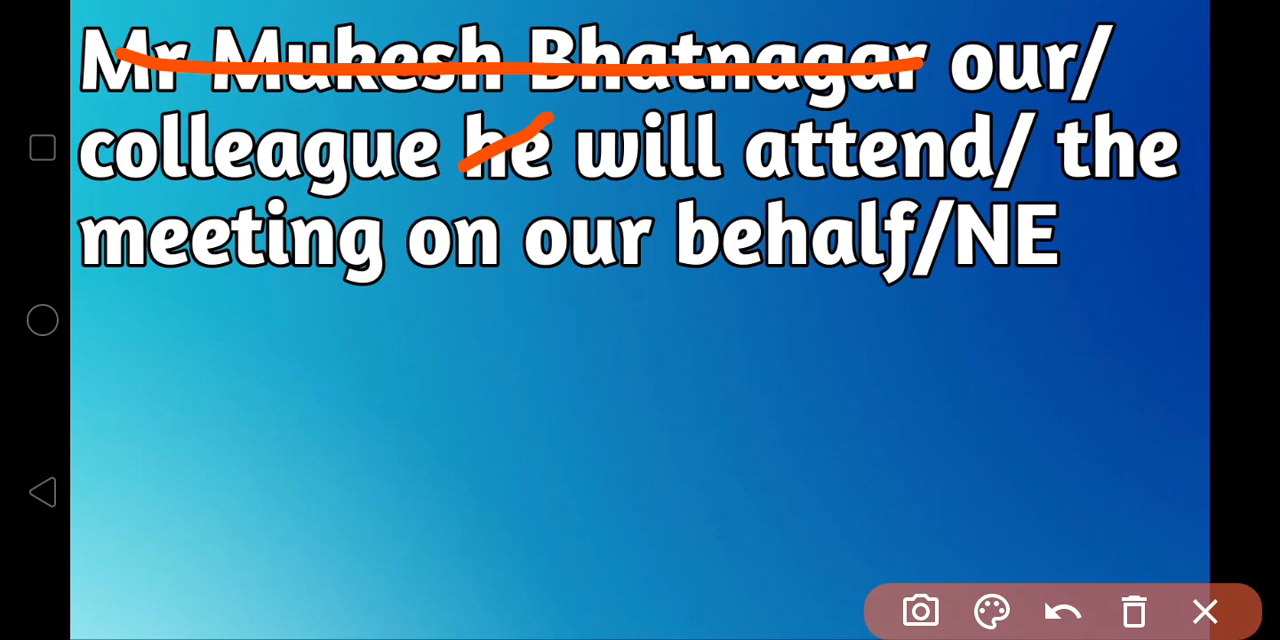 Mr Mukesh Bhatnagar our/
colleague he will attend/ the
meeting on our behalf/NE